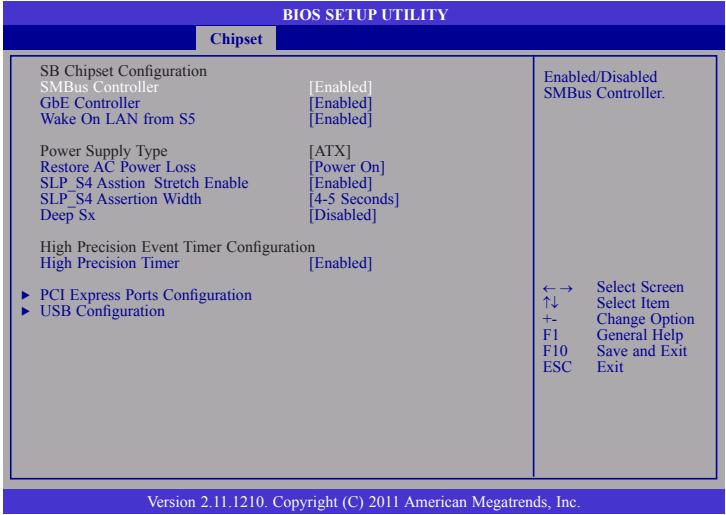 BIOS SETUP UTILITY
Chipset
SB Chipset Configuration
SMBus Controller [Enabled]
GbE Controller [Enabled]
Wake On LAN from S5 [Enabled]
Power Supply Type [ATX]
Restore AC Power Loss [Power On]
SLP_S4 Asstion Stretch Enable [Enabled]
SLP_S4 Assertion Width [4-5 Seconds]
Deep Sx [Disabled]
High Precision Event Timer Configuration
High Precision Timer [Enabled]
▶ PCI Express Ports Configuration
▶ USB Configuration
Enabled/Disabled
SMBus Controller.
←→ Select Screen
↑↓ Select Item
+- Change Option
F1 General Help
F10 Save and Exit
ESC Exit
Version 2.11.1210. Copyright (C) 2011 American Megatrends, Inc.